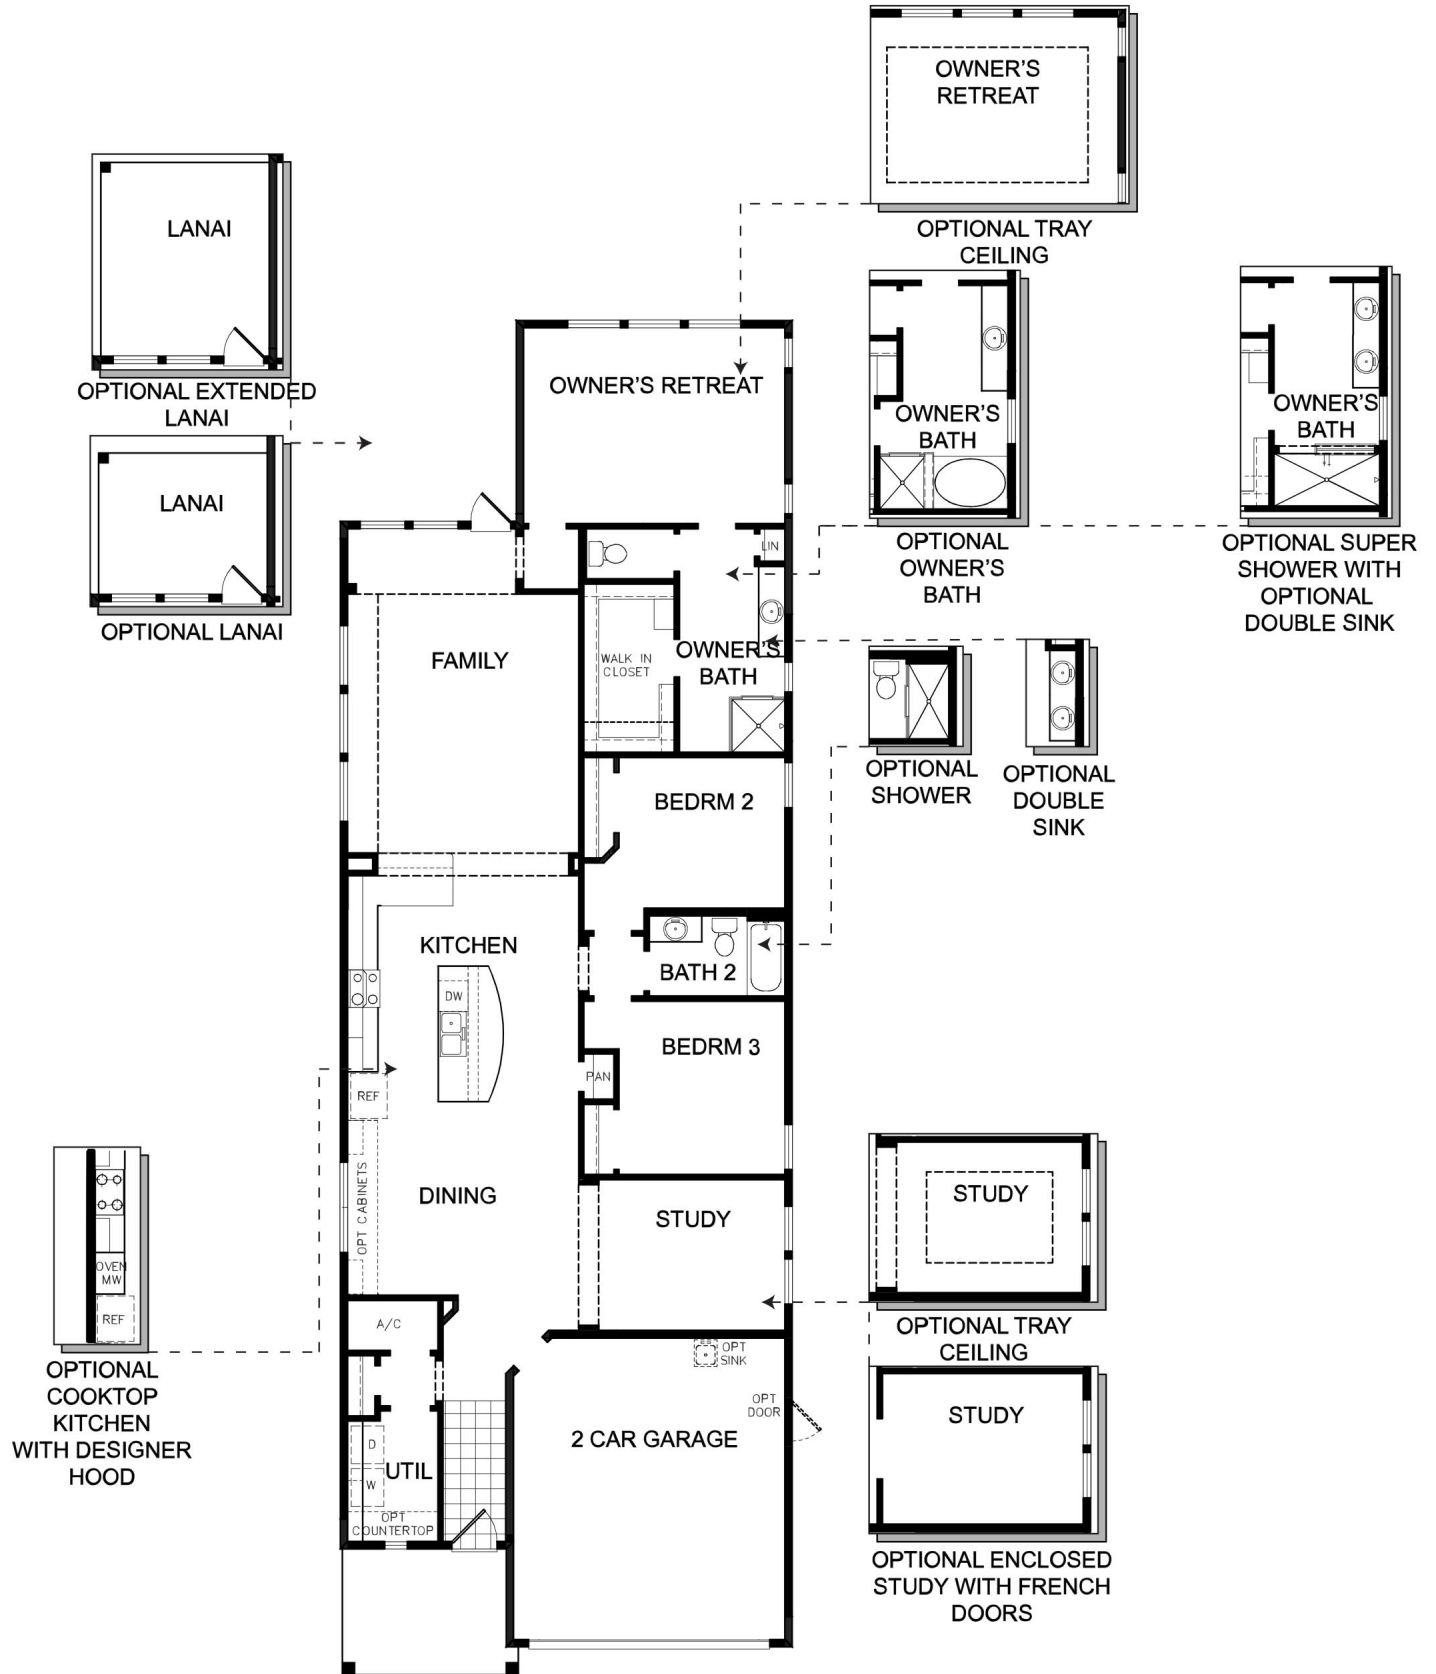 OWNER'S
RETREAT
OPTIONAL TRAY
CEILING
LANAI
OPTIONAL EXTENDED
LANAI
LANAI
OPTIONAL LANAI
OWNER'S
BATH
OPTIONAL
OWNER'S
BATH
OWNER'S
BATH
OPTIONAL SUPER
SHOWER WITH
OPTIONAL
DOUBLE SINK
OWNER'S RETREAT
LIN
FAMILY
WALK IN
CLOSET
OWNER'S
BATH
OPTIONAL
SHOWER
OPTIONAL
DOUBLE
SINK
BEDRM 2
KITCHEN
BATH 2
DW
BEDRM 3
PAN
REF
OPT CABINETS
DINING
STUDY
STUDY
OPTIONAL TRAY
CEILING
OVEN
MW
REF
OPTIONAL
COOKTOP
KITCHEN
WITH DESIGNER
HOOD
A/C
OPT
SINK
OPT
DOOR
2 CAR GARAGE
D
W
UTIL
OPT
COUNTERTOP
STUDY
OPTIONAL ENCLOSED
STUDY WITH FRENCH
DOORS